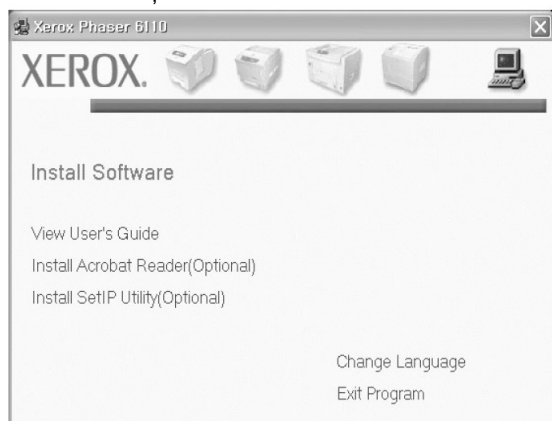 Xerox Phaser 6110
XEROX.
Install Software
View User's Guide
Install Acrobat Reader(Optional)
Install SetIP Utility(Optional)
Change Language
Exit Program